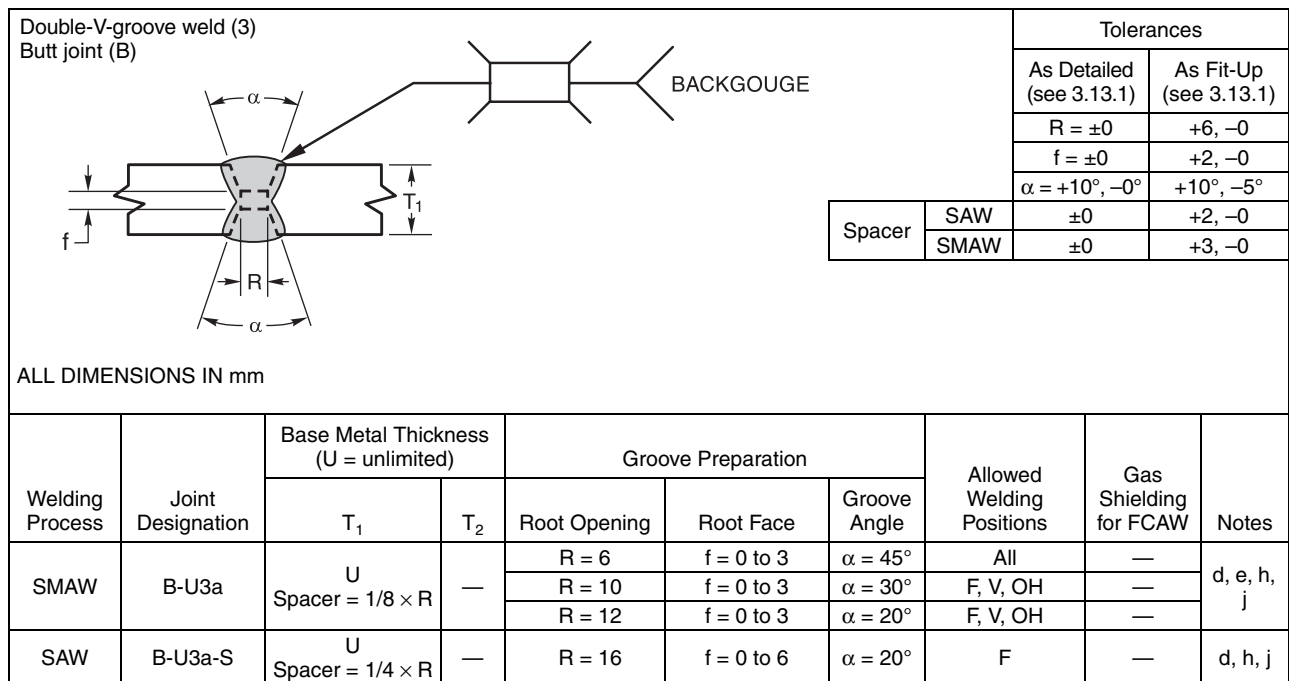 Double-V-groove weld (3)
Butt joint (B)
BACKGOUGE
α
T1
f
R
α
ALL DIMENSIONS IN mm
Tolerances
As Detailed (see 3.13.1) As Fit-Up (see 3.13.1)
R = ±0 +6, –0
f = ±0 +2, –0
α = +10°, –0° +10°, –5°
Spacer SAW ±0 +2, –0
SMAW ±0 +3, –0
Welding Process Joint Designation Base Metal Thickness (U = unlimited) Groove Preparation Allowed Welding Positions Gas Shielding for FCAW Notes
T1 T2 Root Opening Root Face Groove Angle
SMAW B-U3a U Spacer = 1/8 × R — R = 6 f = 0 to 3 α = 45° All — d, e, h, j
R = 10 f = 0 to 3 α = 30° F, V, OH —
R = 12 f = 0 to 3 α = 20° F, V, OH —
SAW B-U3a-S U Spacer = 1/4 × R — R = 16 f = 0 to 6 α = 20° F — d, h, j